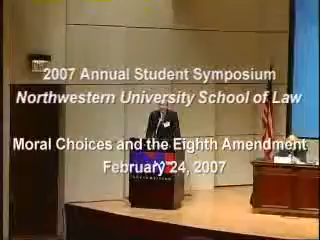 2007 Annual Student Symposium
Northwestern University School of Law
Moral Choices and the Eighth Amendment
February 24, 2007